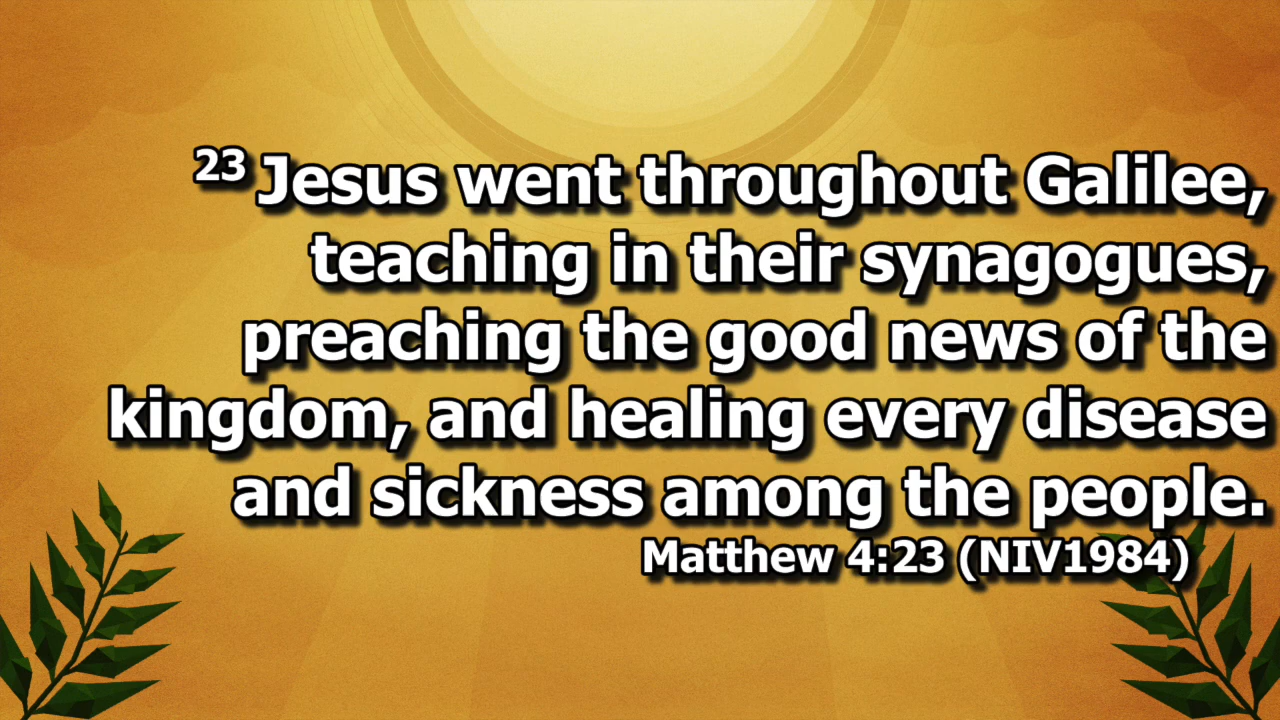 23 Jesus went throughout Galilee,
teaching in their synagogues,
preaching the good news of the
kingdom, and healing every disease
and sickness among the people.
Matthew 4:23 (NIV1984)